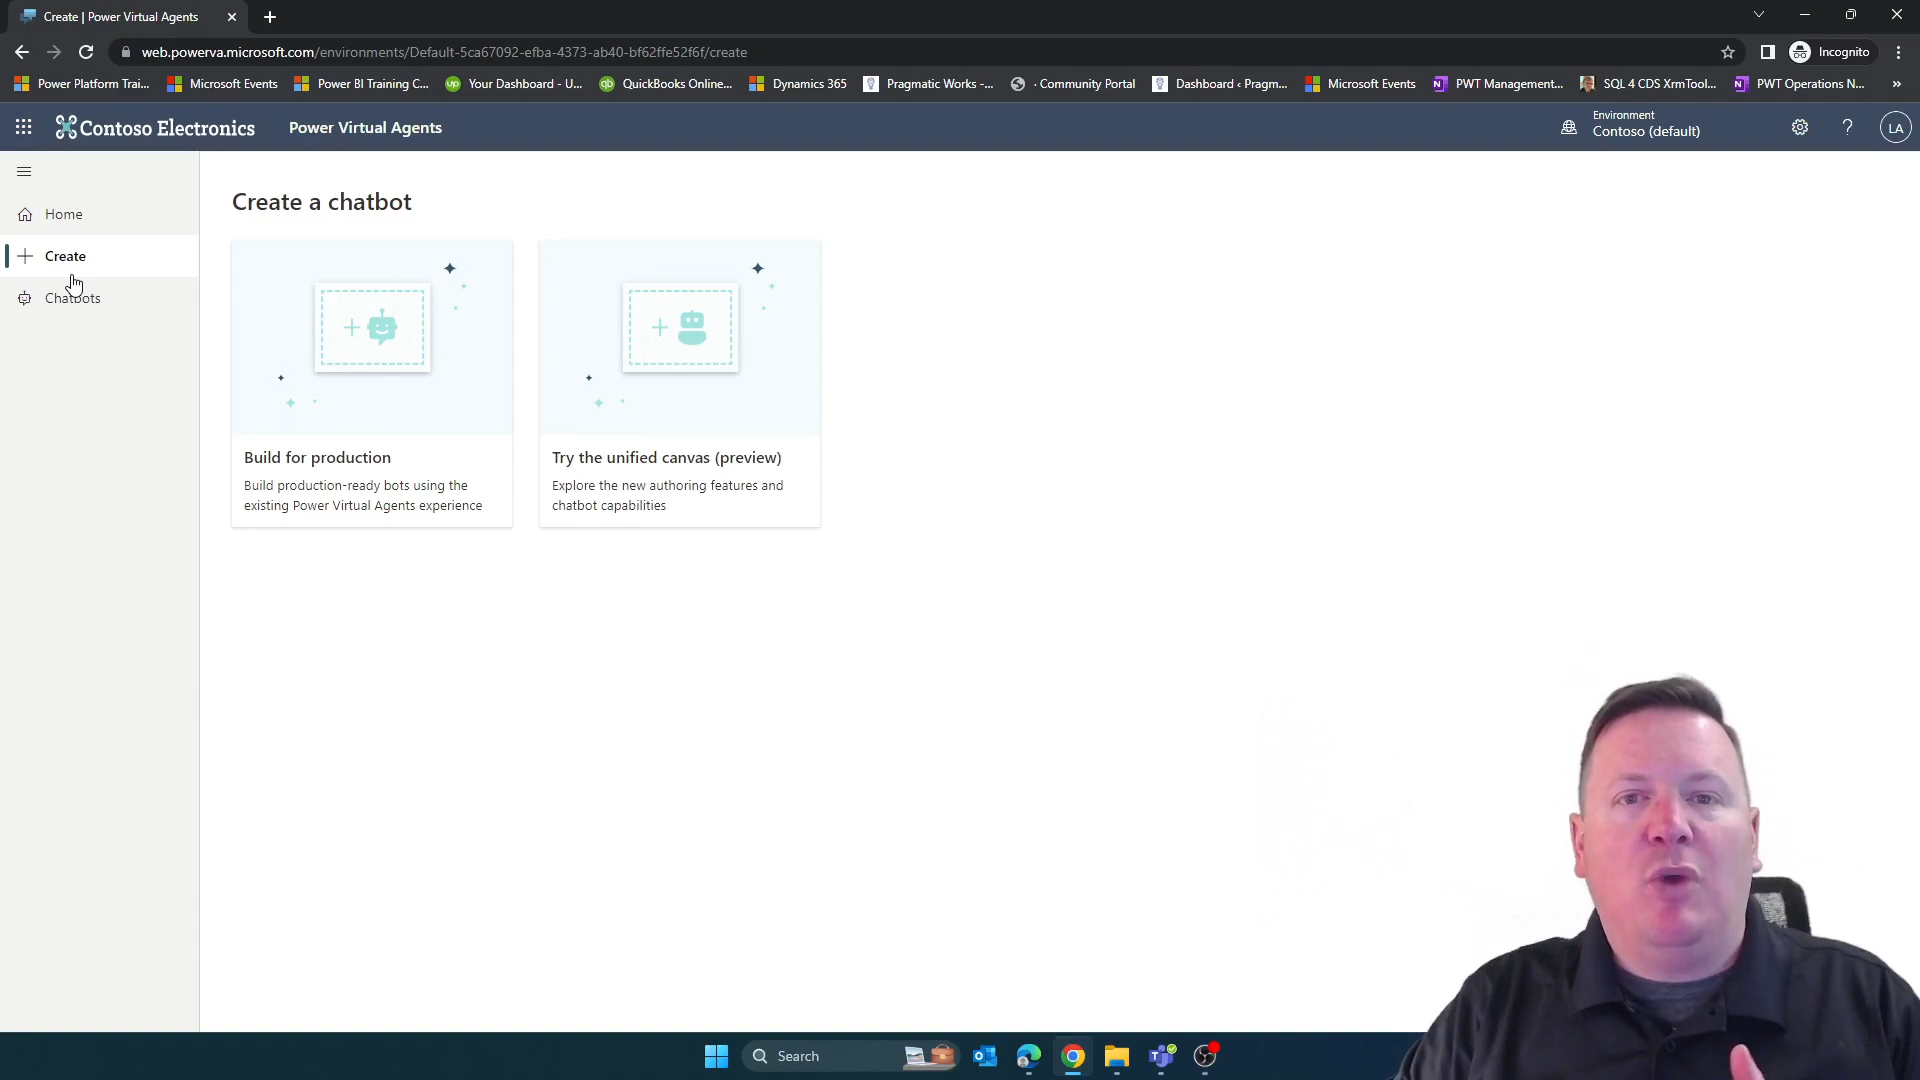 Create | Power Virtual Agents
web.powerva.microsoft.com/environments/Default-5ca67092-efba-4373-ab40-bf62ffe52f6f/create
Incognito
Power Platform Trai...
Microsoft Events
Power BI Training C...
Your Dashboard - U...
QuickBooks Online...
Dynamics 365
Pragmatic Works -...
· Community Portal
Dashboard ‹ Pragm...
Microsoft Events
PWT Management...
SQL 4 CDS XrmTool...
PWT Operations N...
»
Contoso Electronics
Power Virtual Agents
Environment
Contoso (default)
?
LA
Home
Create
Chatbots
Create a chatbot
Build for production
Build production-ready bots using the
existing Power Virtual Agents experience
Try the unified canvas (preview)
Explore the new authoring features and
chatbot capabilities
Search